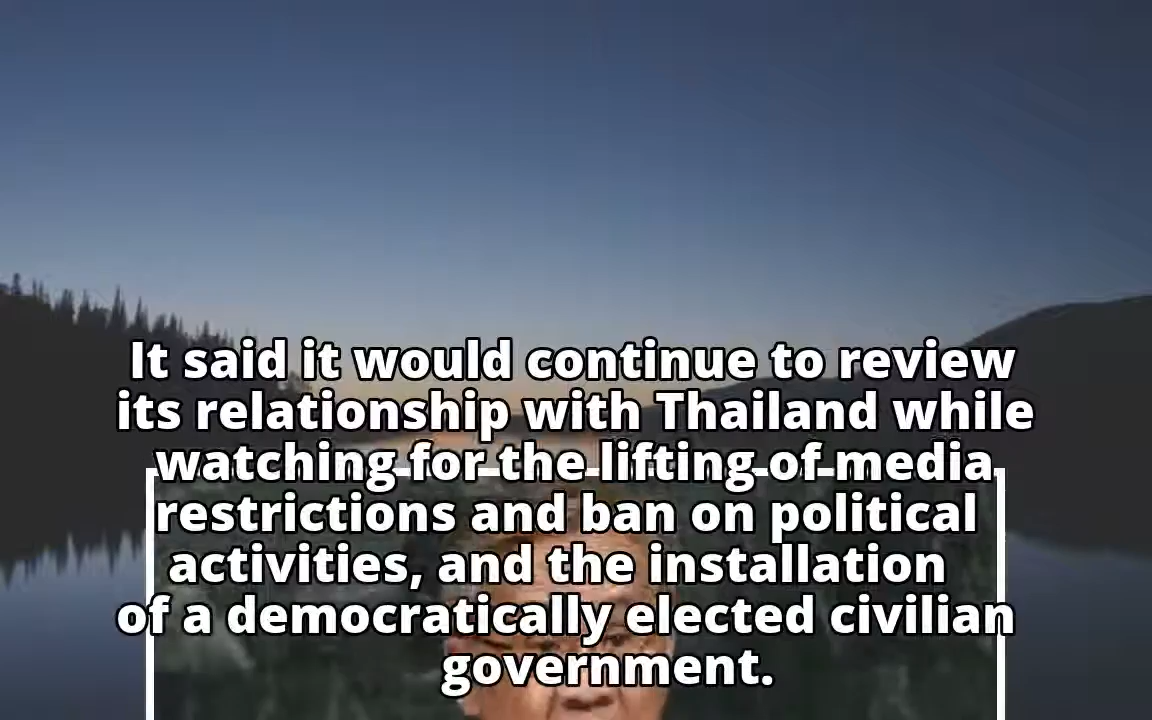 It said it would continue to review
its relationship with Thailand while
watching for the lifting of media
restrictions and ban on political
activities, and the installation
of a democratically elected civilian
government.